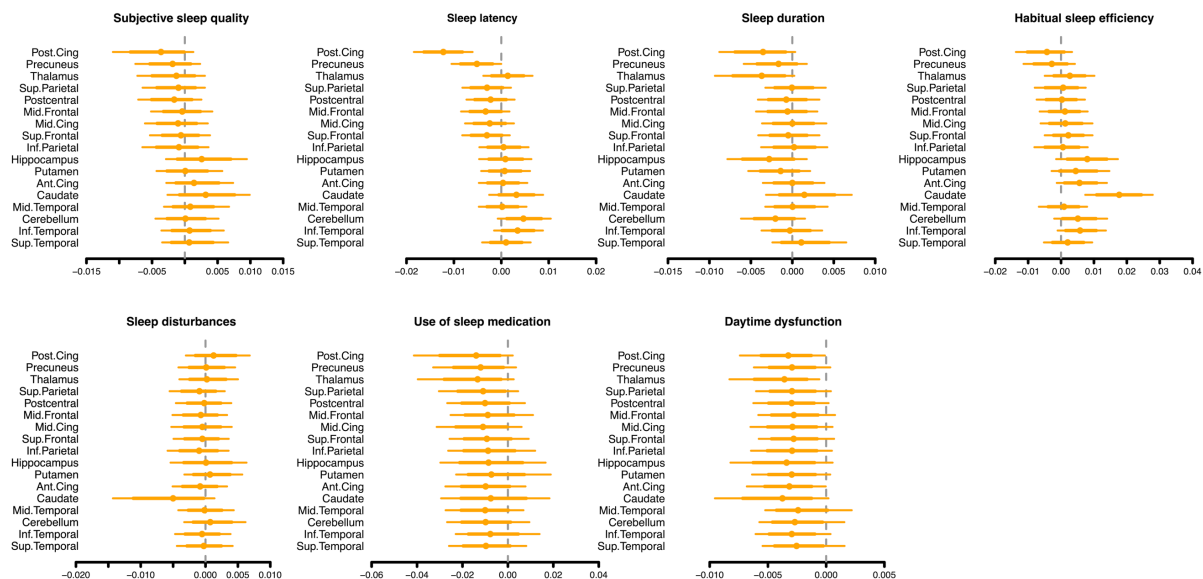 Subjective sleep quality
Post.Cing
Precuneus
Thalamus
Sup.Parietal
Postcentral
Mid.Frontal
Mid.Cing
Sup.Frontal
Inf.Parietal
Hippocampus
Putamen
Ant.Cing
Caudate
Mid.Temporal
Cerebellum
Inf.Temporal
Sup.Temporal
−0.015 −0.005 0.000 0.005 0.010 0.015
Sleep latency
Post.Cing
Precuneus
Thalamus
Sup.Parietal
Postcentral
Mid.Frontal
Mid.Cing
Sup.Frontal
Inf.Parietal
Hippocampus
Putamen
Ant.Cing
Caudate
Mid.Temporal
Cerebellum
Inf.Temporal
Sup.Temporal
−0.02 −0.01 0.00 0.01 0.02
Sleep duration
Post.Cing
Precuneus
Thalamus
Sup.Parietal
Postcentral
Mid.Frontal
Mid.Cing
Sup.Frontal
Inf.Parietal
Hippocampus
Putamen
Ant.Cing
Caudate
Mid.Temporal
Cerebellum
Inf.Temporal
Sup.Temporal
−0.015 −0.010 −0.005 0.000 0.005 0.010
Habitual sleep efficiency
Post.Cing
Precuneus
Thalamus
Sup.Parietal
Postcentral
Mid.Frontal
Mid.Cing
Sup.Frontal
Inf.Parietal
Hippocampus
Putamen
Ant.Cing
Caudate
Mid.Temporal
Cerebellum
Inf.Temporal
Sup.Temporal
−0.02 −0.01 0.00 0.01 0.02 0.03 0.04
Sleep disturbances
Post.Cing
Precuneus
Thalamus
Sup.Parietal
Postcentral
Mid.Frontal
Mid.Cing
Sup.Frontal
Inf.Parietal
Hippocampus
Putamen
Ant.Cing
Caudate
Mid.Temporal
Cerebellum
Inf.Temporal
Sup.Temporal
−0.020 −0.010 0.000 0.005 0.010
Use of sleep medication
Post.Cing
Precuneus
Thalamus
Sup.Parietal
Postcentral
Mid.Frontal
Mid.Cing
Sup.Frontal
Inf.Parietal
Hippocampus
Putamen
Ant.Cing
Caudate
Mid.Temporal
Cerebellum
Inf.Temporal
Sup.Temporal
−0.06 −0.04 −0.02 0.00 0.02 0.04
Daytime dysfunction
Post.Cing
Precuneus
Thalamus
Sup.Parietal
Postcentral
Mid.Frontal
Mid.Cing
Sup.Frontal
Inf.Parietal
Hippocampus
Putamen
Ant.Cing
Caudate
Mid.Temporal
Cerebellum
Inf.Temporal
Sup.Temporal
−0.010 −0.005 0.000 0.005